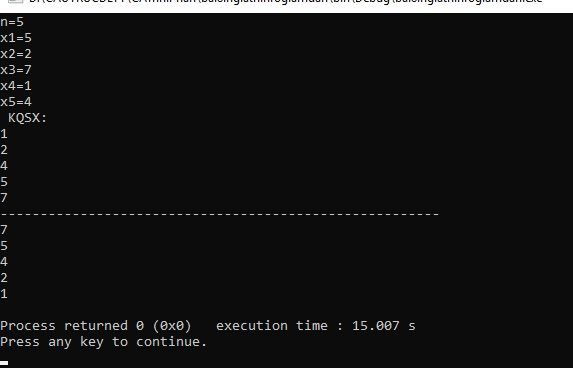 n=5
x1=5
x2=2
x3=7
x4=1
x5=4
KQSX:
1
2
4
5
7
-------------------------------------------------------
7
5
4
2
1
Process returned 0 (0x0)   execution time : 15.007 s
Press any key to continue.